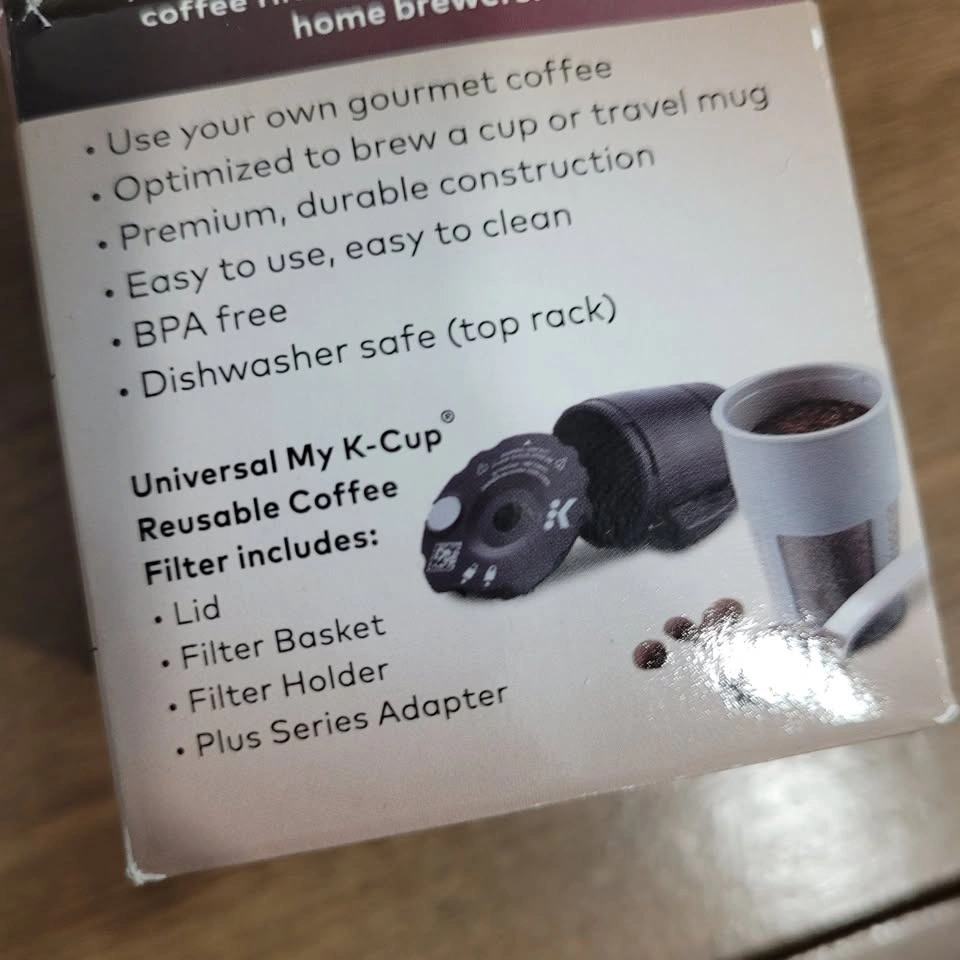 coffee
home brewers.
• Use your own gourmet coffee
• Optimized to brew a cup or travel mug
• Premium, durable construction
• Easy to use, easy to clean
• BPA free
• Dishwasher safe (top rack)
Universal My K-Cup®
Reusable Coffee
Filter includes:
• Lid
• Filter Basket
• Filter Holder
• Plus Series Adapter
K